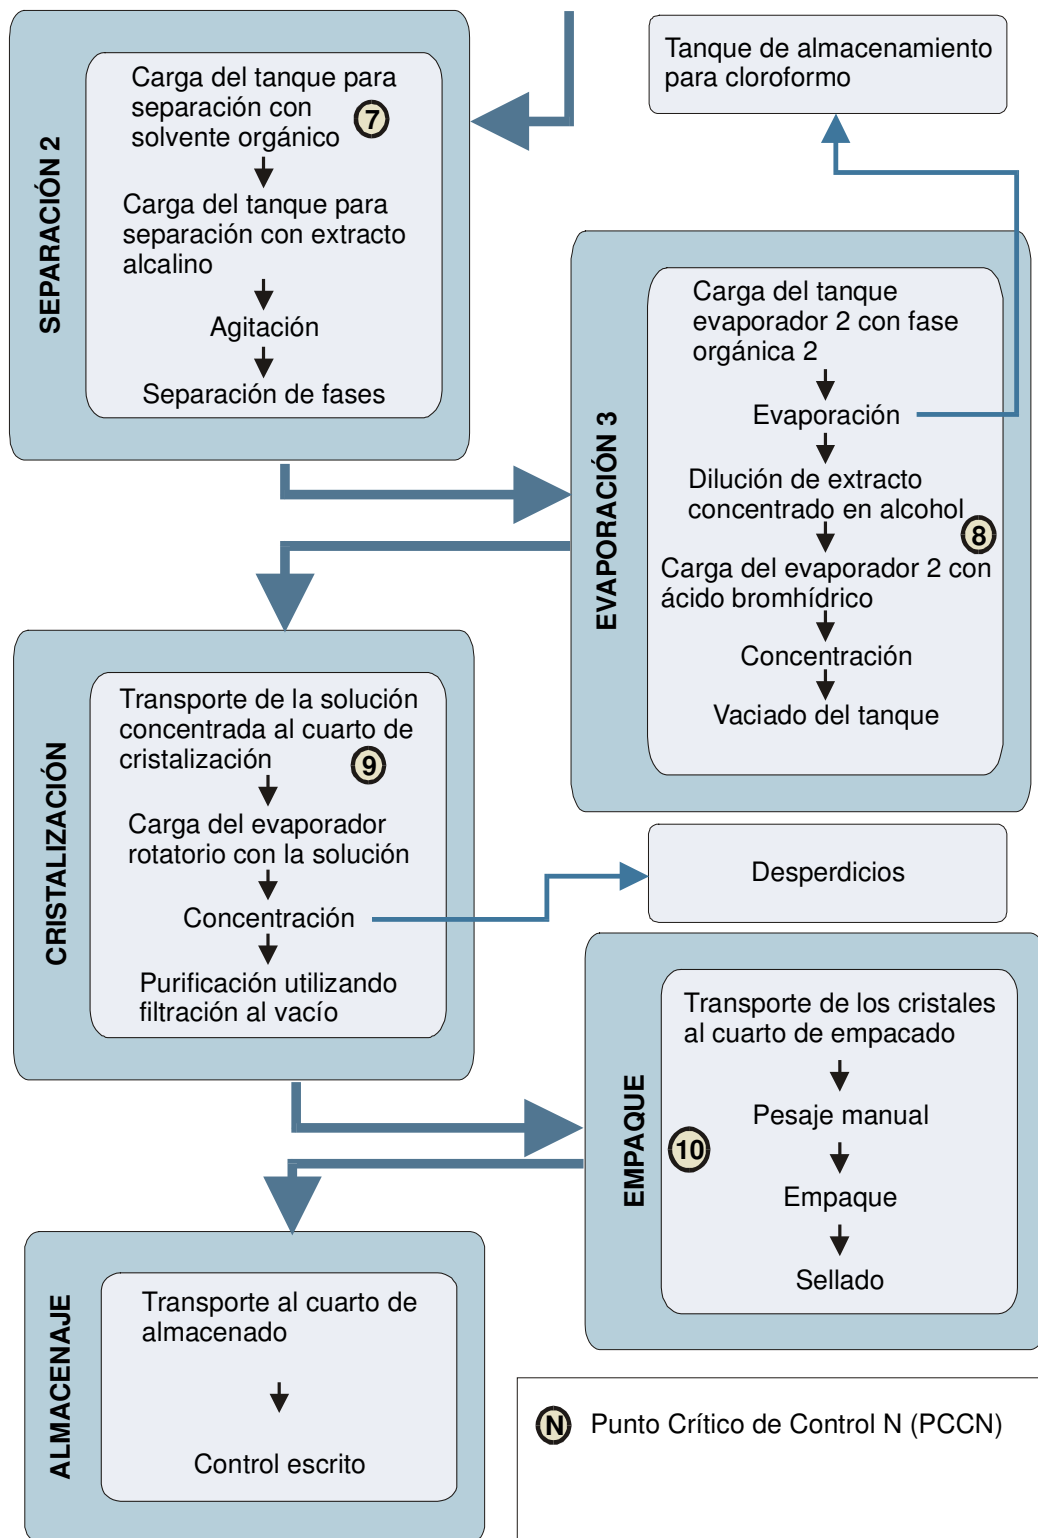 SEPARACIÓN 2
Carga del tanque para
separación con
solvente orgánico
7
Carga del tanque para
separación con extracto
alcalino
Agitación
Separación de fases
Tanque de almacenamiento
para cloroformo
EVAPORACIÓN 3
Carga del tanque
evaporador 2 con fase
orgánica 2
Evaporación
Dilución de extracto
concentrado en alcohol
8
Carga del evaporador 2 con
ácido bromhídrico
Concentración
Vaciado del tanque
CRISTALIZACIÓN
Transporte de la solución
concentrada al cuarto de
cristalización
9
Carga del evaporador
rotatorio con la solución
Concentración
Purificación utilizando
filtración al vacío
Desperdicios
EMPAQUE
10
Transporte de los cristales
al cuarto de empacado
Pesaje manual
Empaque
Sellado
ALMACENAJE
Transporte al cuarto de
almacenado
Control escrito
N Punto Crítico de Control N (PCCN)